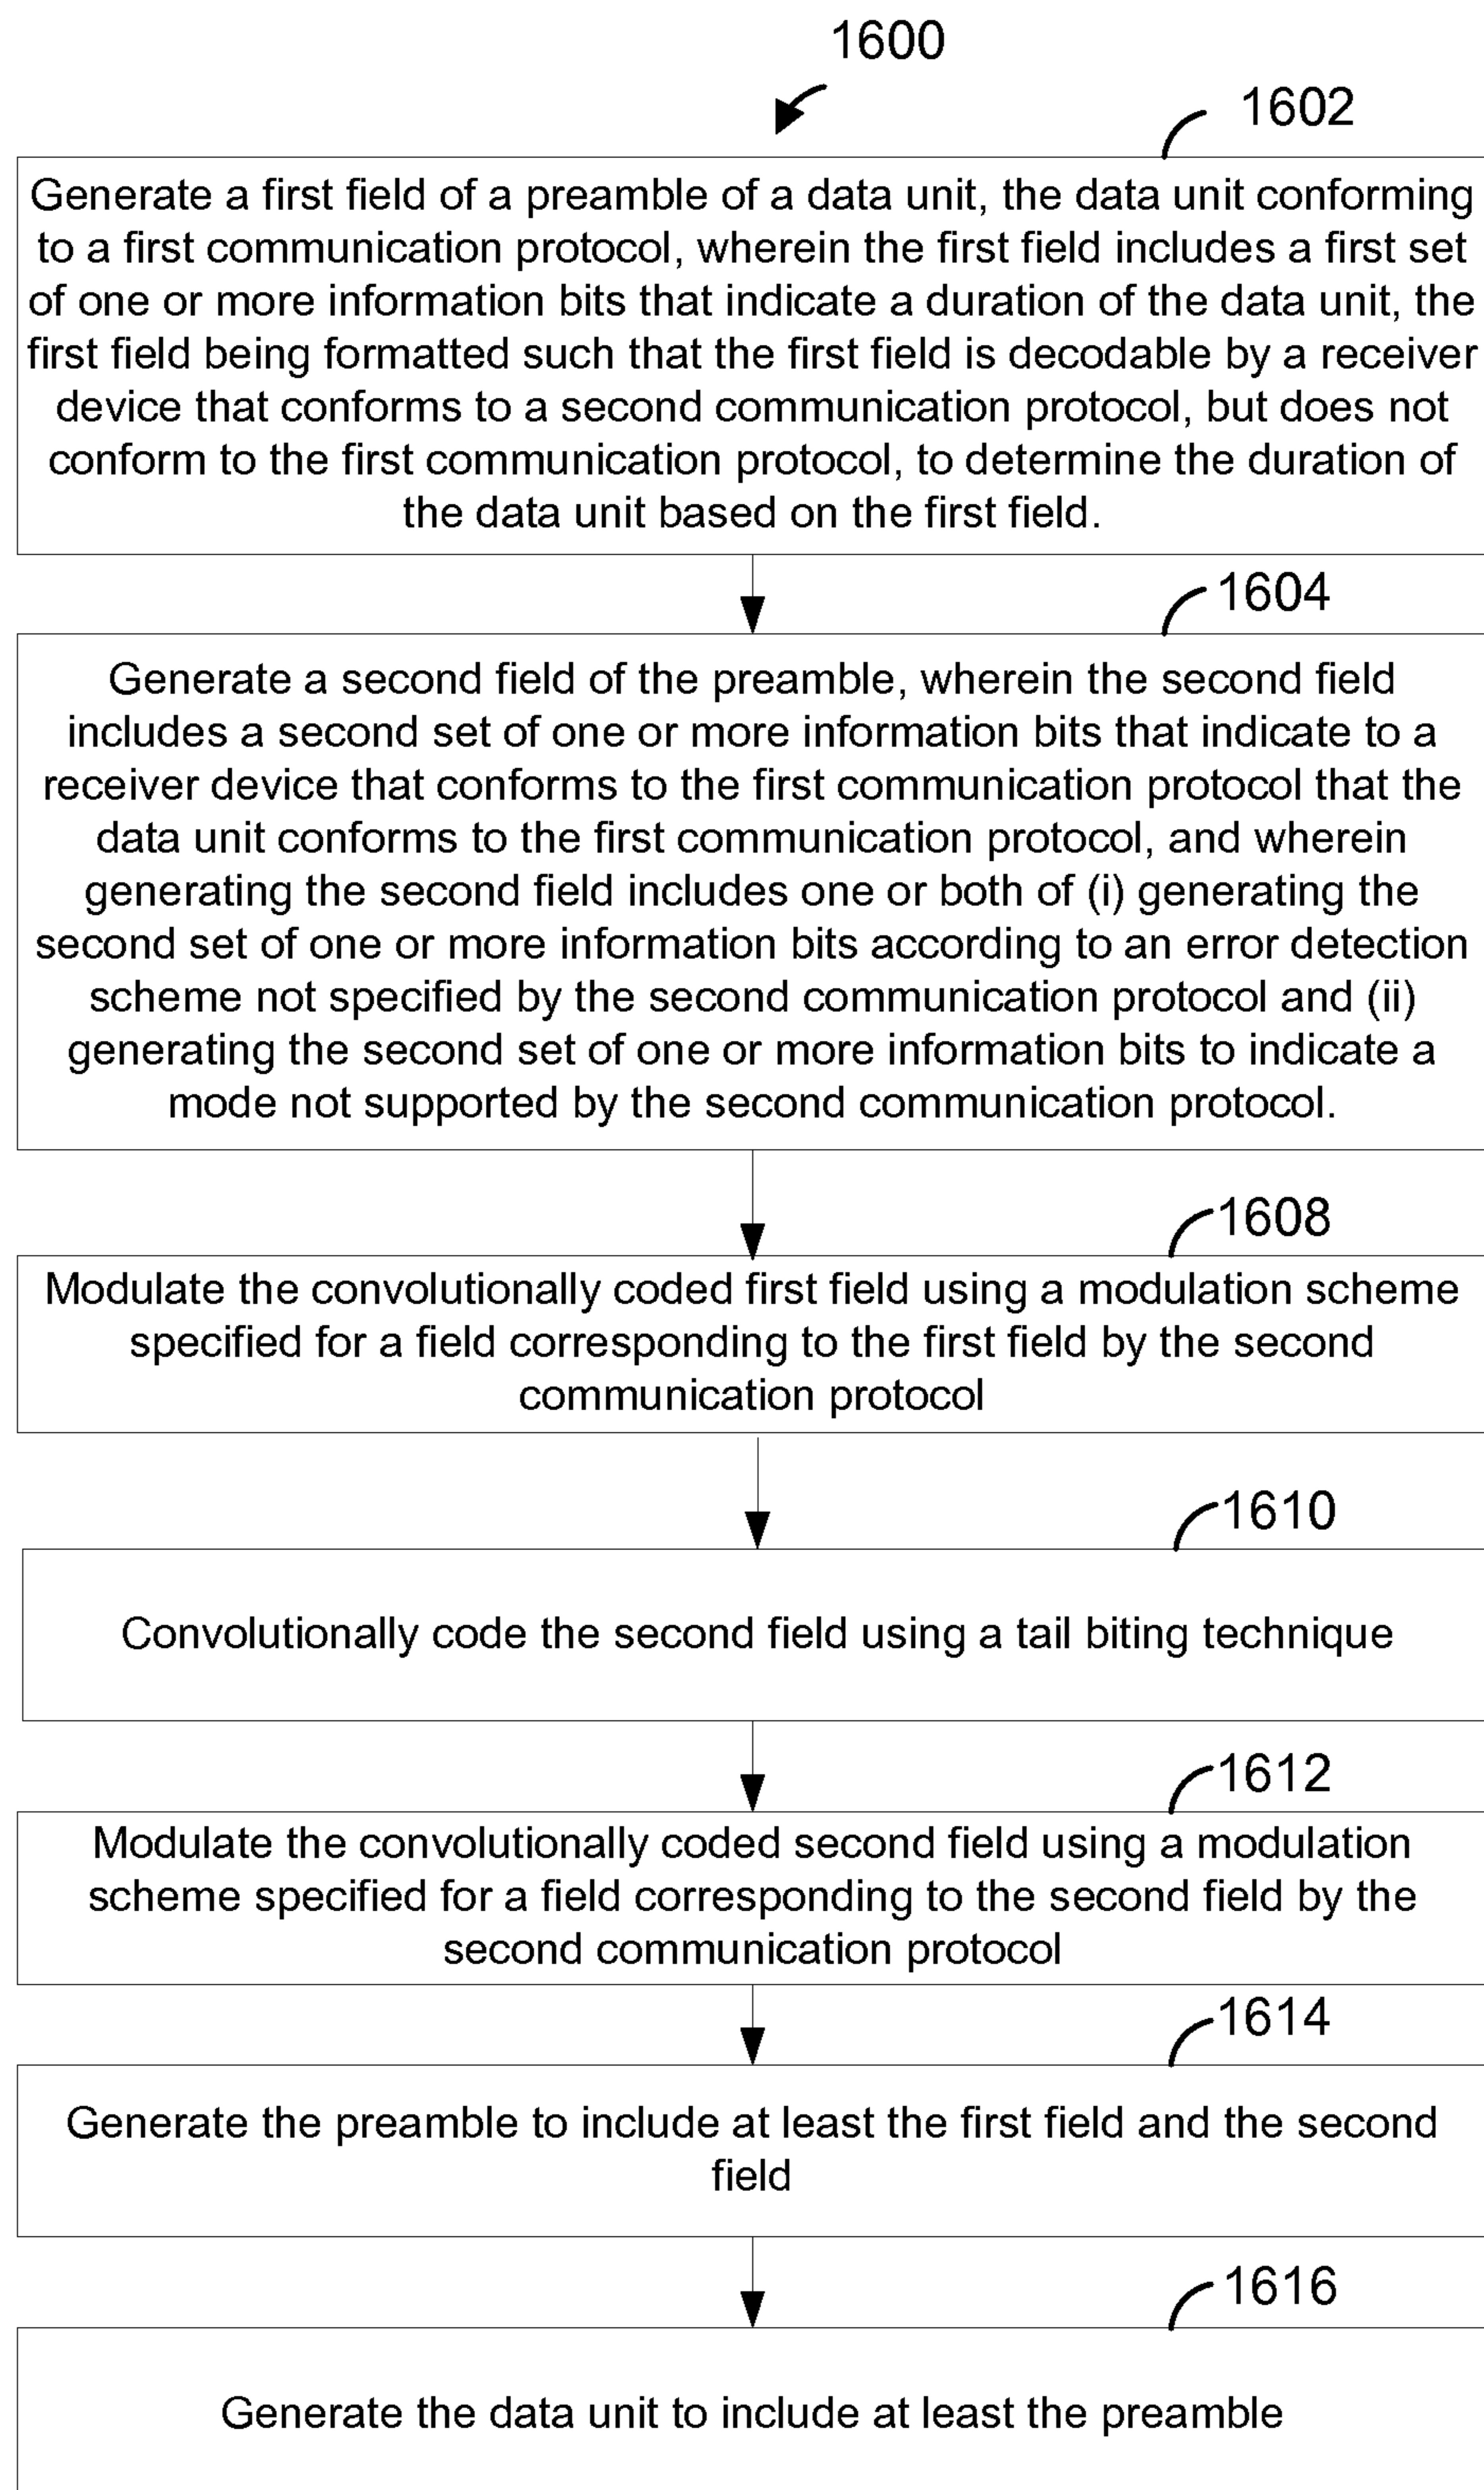 1600
1602
Generate a first field of a preamble of a data unit, the data unit conforming
to a first communication protocol, wherein the first field includes a first set
of one or more information bits that indicate a duration of the data unit, the
first field being formatted such that the first field is decodable by a receiver
device that conforms to a second communication protocol, but does not
conform to the first communication protocol, to determine the duration of
the data unit based on the first field.
1604
Generate a second field of the preamble, wherein the second field
includes a second set of one or more information bits that indicate to a
receiver device that conforms to the first communication protocol that the
data unit conforms to the first communication protocol, and wherein
generating the second field includes one or both of (i) generating the
second set of one or more information bits according to an error detection
scheme not specified by the second communication protocol and (ii)
generating the second set of one or more information bits to indicate a
mode not supported by the second communication protocol.
1608
Modulate the convolutionally coded first field using a modulation scheme
specified for a field corresponding to the first field by the second
communication protocol
1610
Convolutionally code the second field using a tail biting technique
1612
Modulate the convolutionally coded second field using a modulation
scheme specified for a field corresponding to the second field by the
second communication protocol
1614
Generate the preamble to include at least the first field and the second
field
1616
Generate the data unit to include at least the preamble